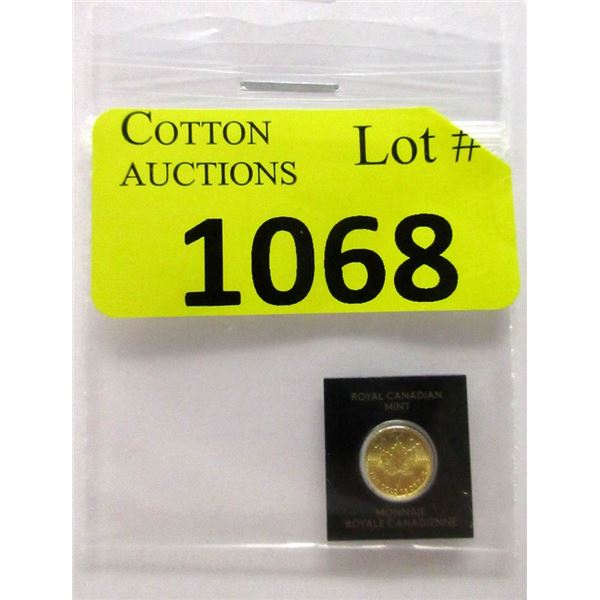 COTTON
AUCTIONS
Lot #
1068
ROYAL CANADIAN
MINT
MONNAIE
ROYALE CANADIENNE